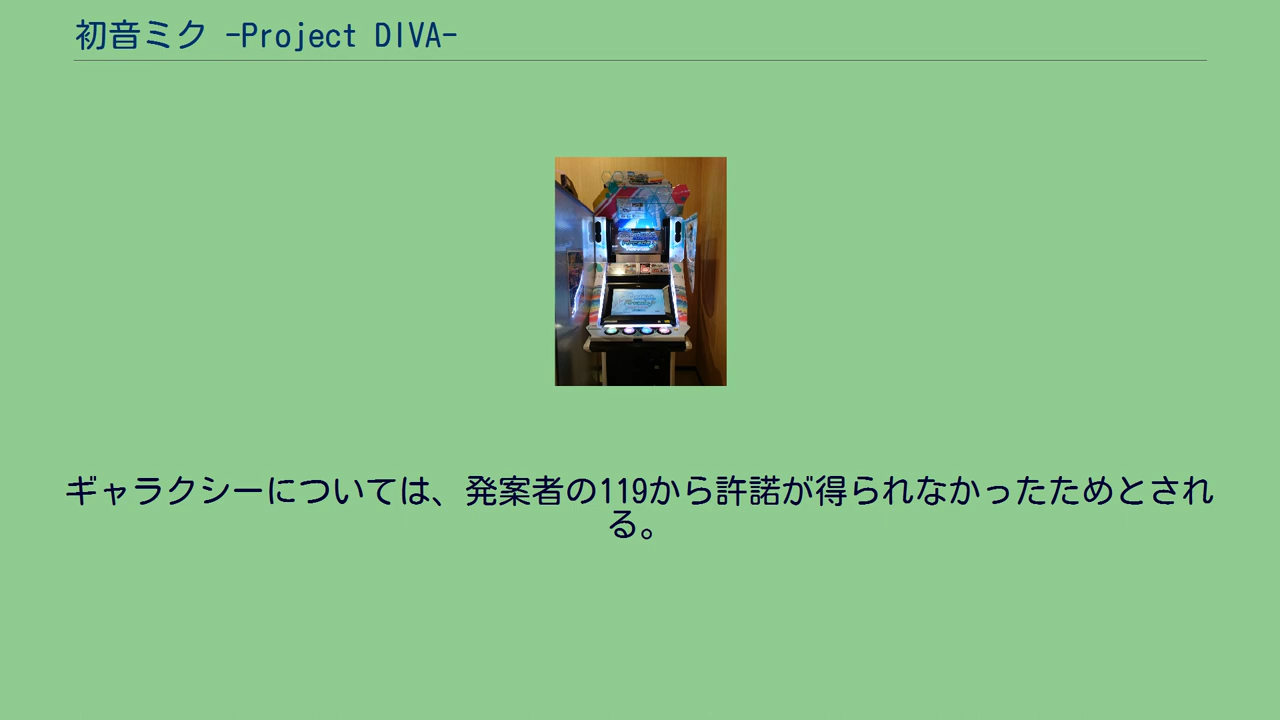 初音ミク -Project DIVA-
ギャラクシーについては、発案者の119から許諾が得られなかったためとされ
る。